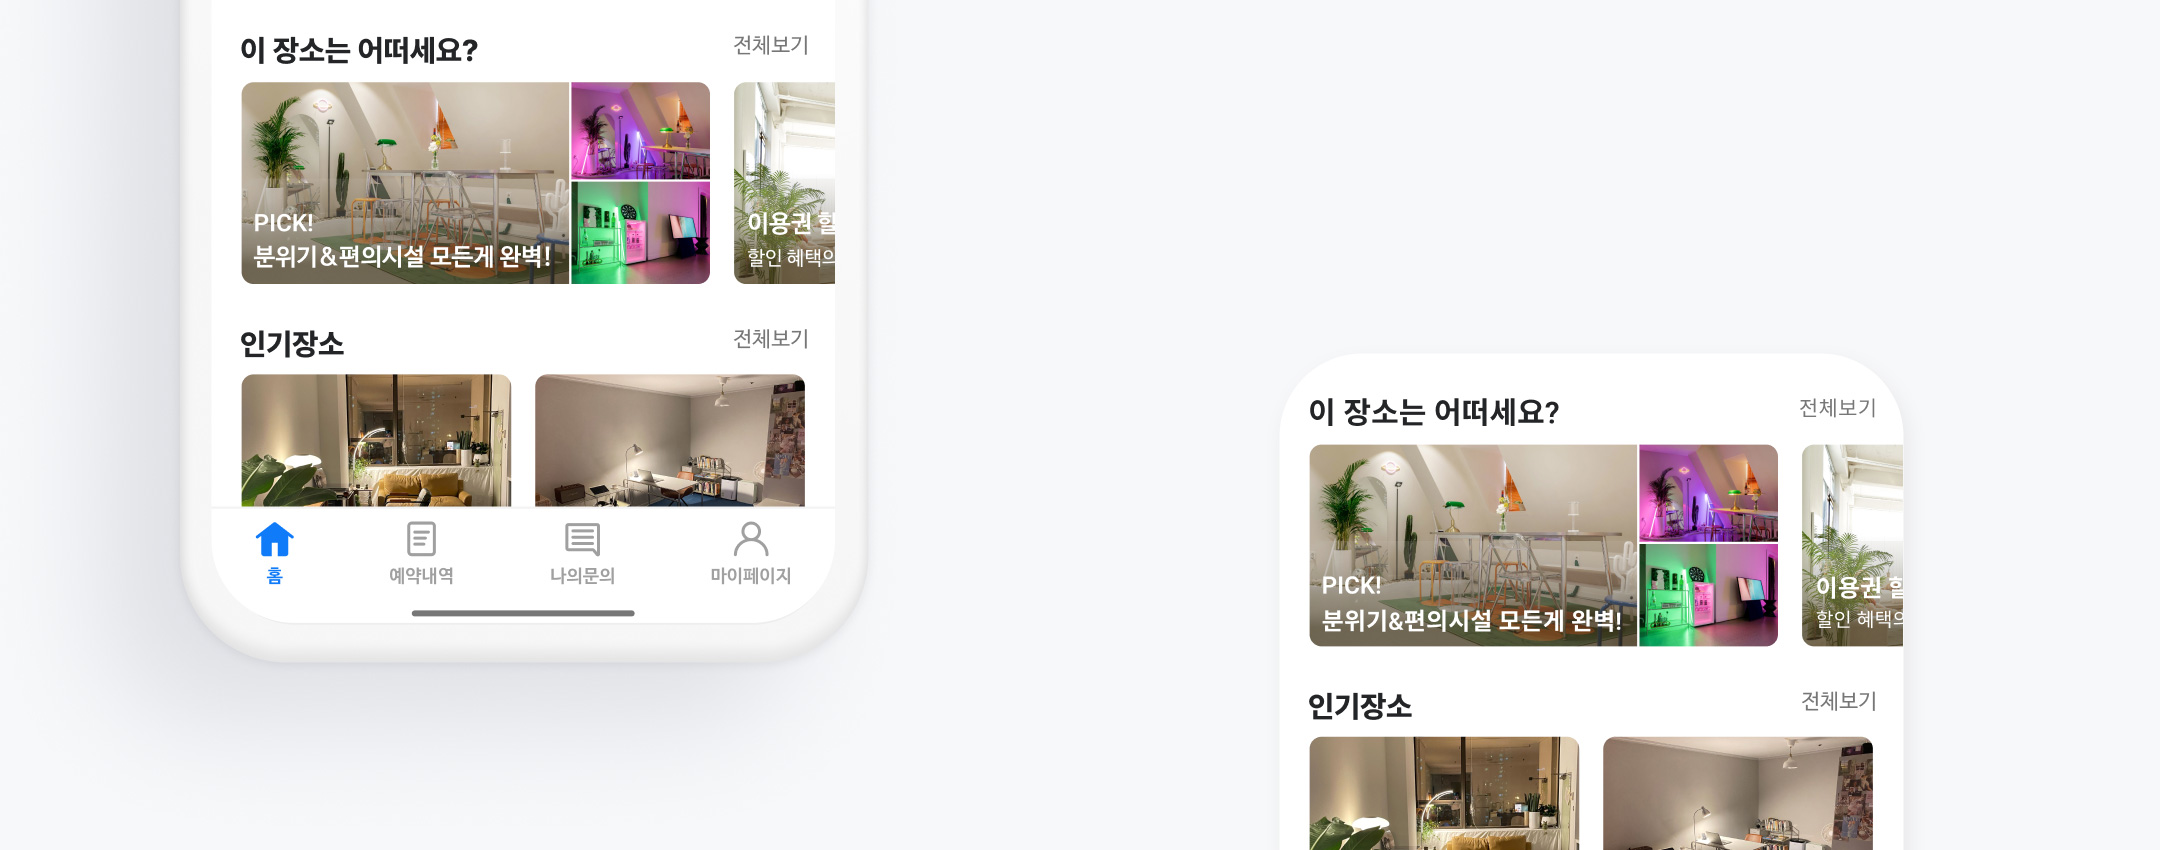 이 장소는 어떠세요?
전체보기
PICK!
분위기&편의시설 모든게 완벽!
이용권 할
할인 혜택의
인기장소
전체보기
홈
예약내역
나의문의
마이페이지
이 장소는 어떠세요?
전체보기
PICK!
분위기&편의시설 모든게 완벽!
이용권 할
할인 혜택의
인기장소
전체보기